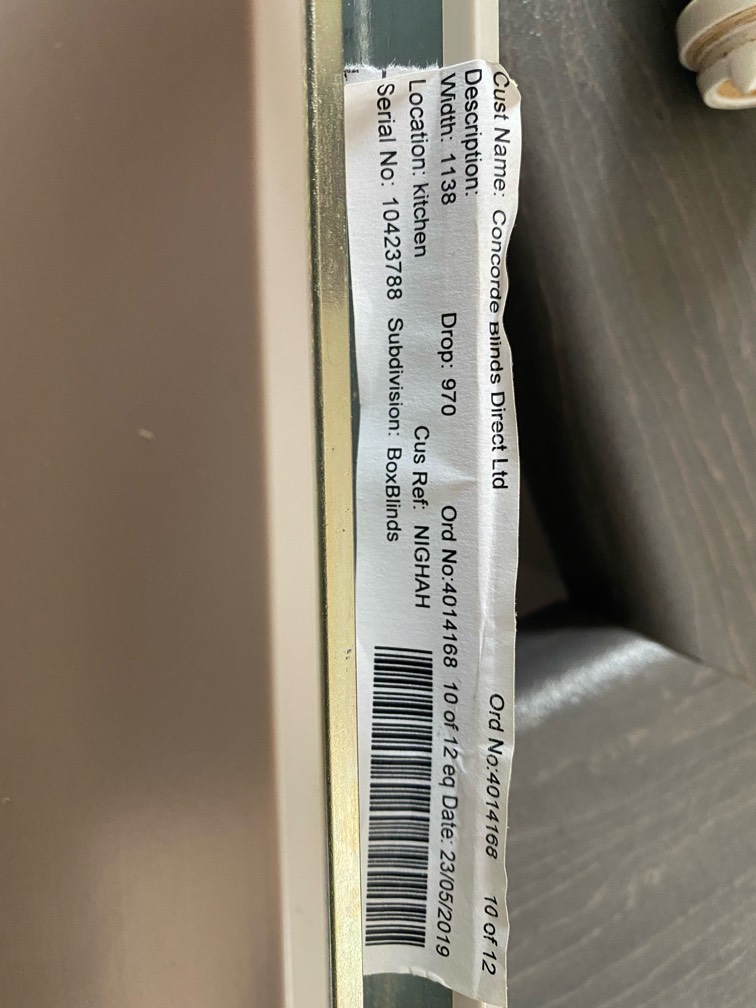 Cust Name: Concorde Blinds Direct Ltd Ord No:4014168 10 of 12
Description:
Width: 1138 Drop: 970 Ord No:4014168 10 of 12 eq Date: 23/05/2019
Location: kitchen Cus Ref: NIGHAH
Serial No: 10423788 Subdivision: BoxBlinds